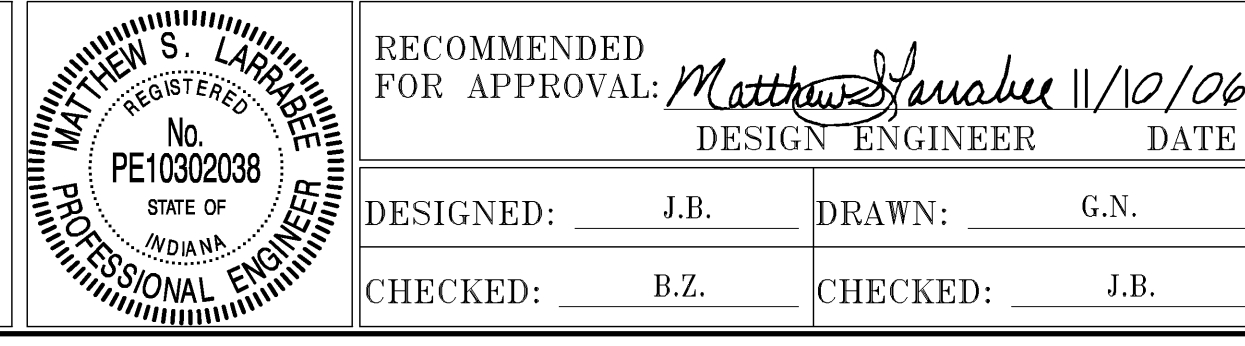 MATTHEW S. LARRABEE
REGISTERED
No.
PE10302038
STATE OF
INDIANA
PROFESSIONAL ENGINEER
RECOMMENDED
FOR APPROVAL: Matthew S Larrabee 11/10/06
DESIGN ENGINEER DATE
DESIGNED: J.B. DRAWN: G.N.
CHECKED: B.Z. CHECKED: J.B.